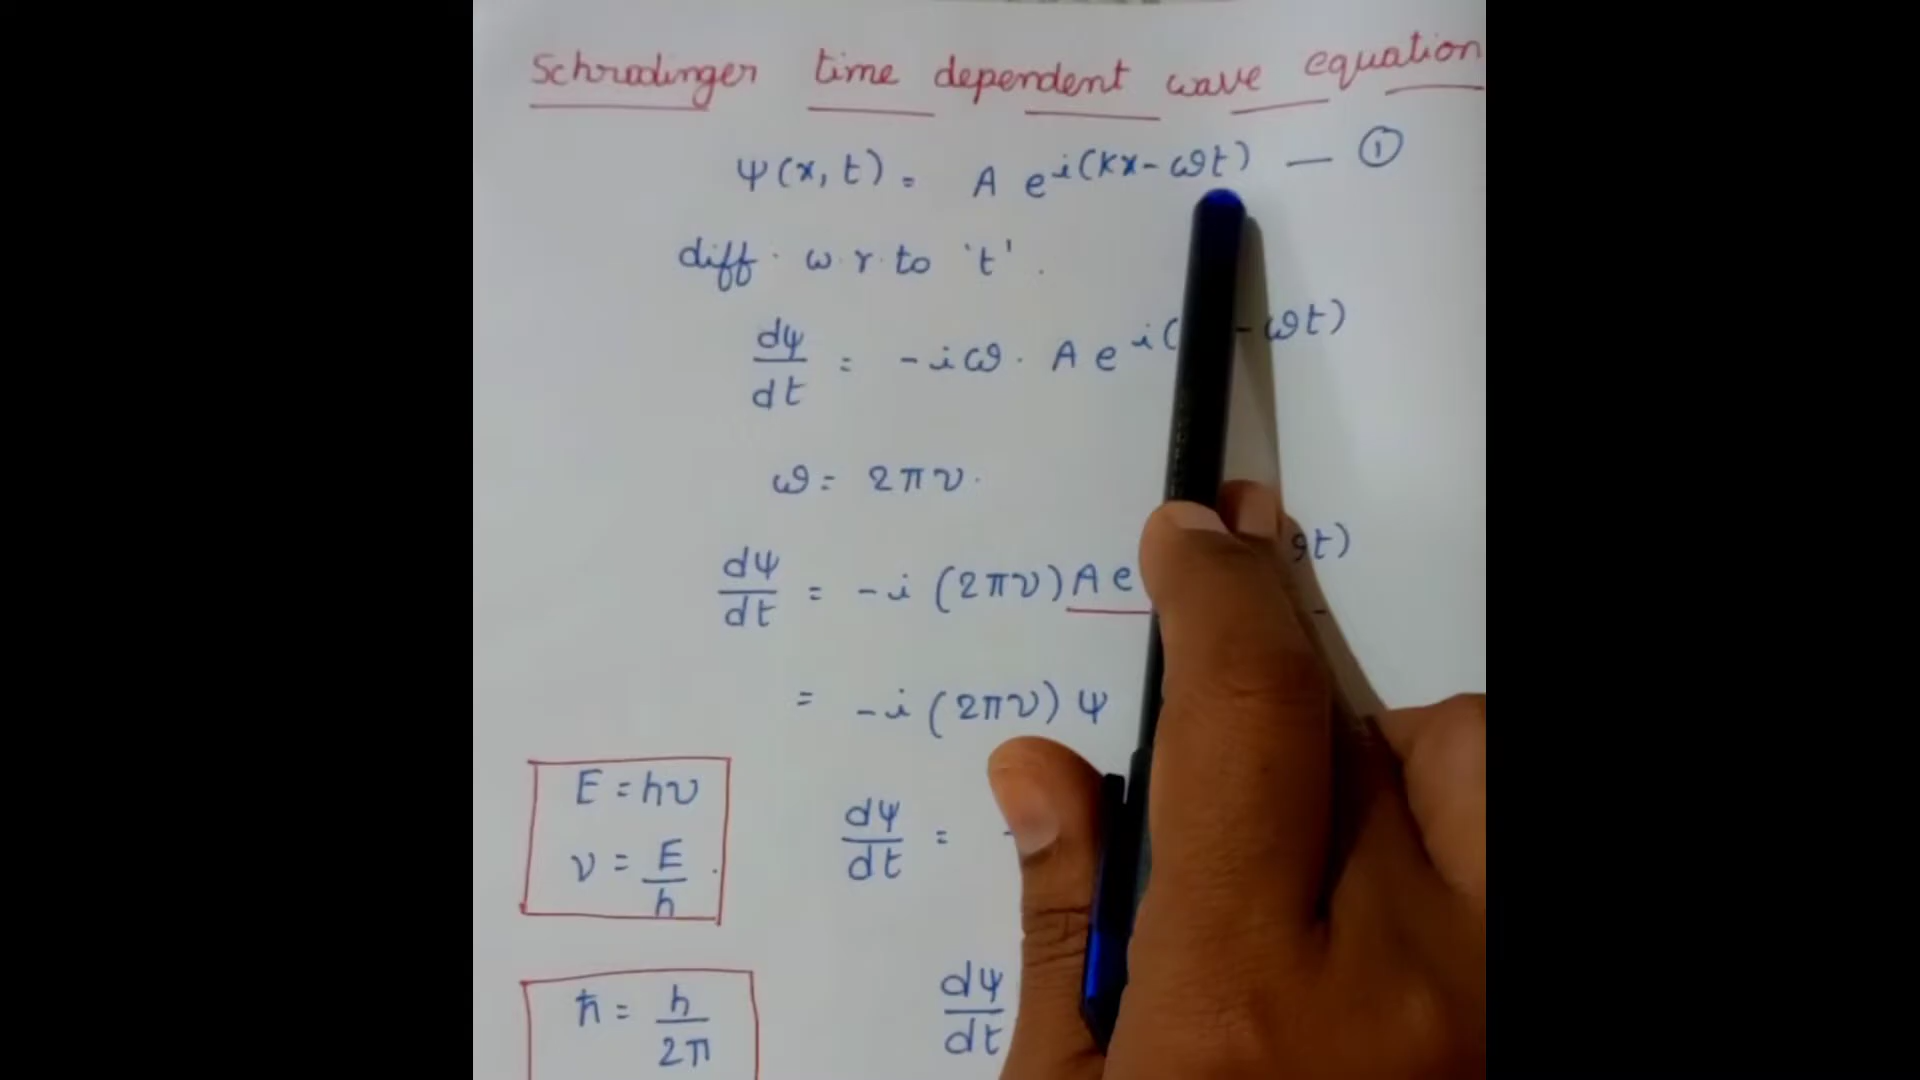 Schrodinger time dependent wave equation
Ψ(x, t) = A e^i(kx - ωt) — ①
diff. w.r.to 't'.
dψ/dt = -iω. A e^i( - ωt)
ω = 2πν.
dψ/dt = -i (2πν) A e t)
= -i (2πν) ψ
E = hν
ν = E/h .
dψ/dt = -
ħ = h/2π
dψ/dt